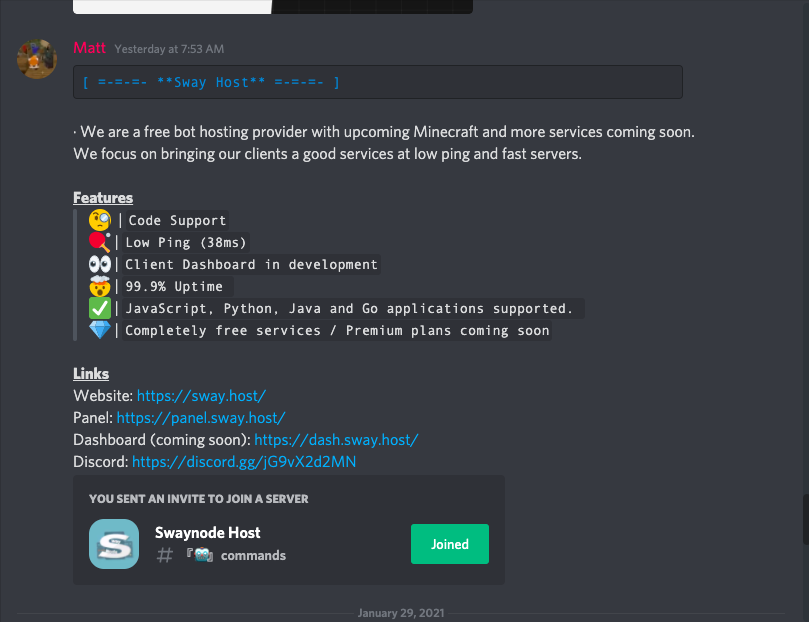 Matt Yesterday at 7:53 AM
[ =-=-=- **Sway Host** =-=-=- ]
· We are a free bot hosting provider with upcoming Minecraft and more services coming soon.
We focus on bringing our clients a good services at low ping and fast servers.
Features
🧐 | Code Support
🏓 | Low Ping (38ms)
👀 | Client Dashboard in development
🤯 | 99.9% Uptime
✅ | JavaScript, Python, Java and Go applications supported.
💎 | Completely free services / Premium plans coming soon
Links
Website: https://sway.host/
Panel: https://panel.sway.host/
Dashboard (coming soon): https://dash.sway.host/
Discord: https://discord.gg/jG9vX2d2MN
YOU SENT AN INVITE TO JOIN A SERVER
S
Swaynode Host
# 『🤖』 commands
Joined
January 29, 2021